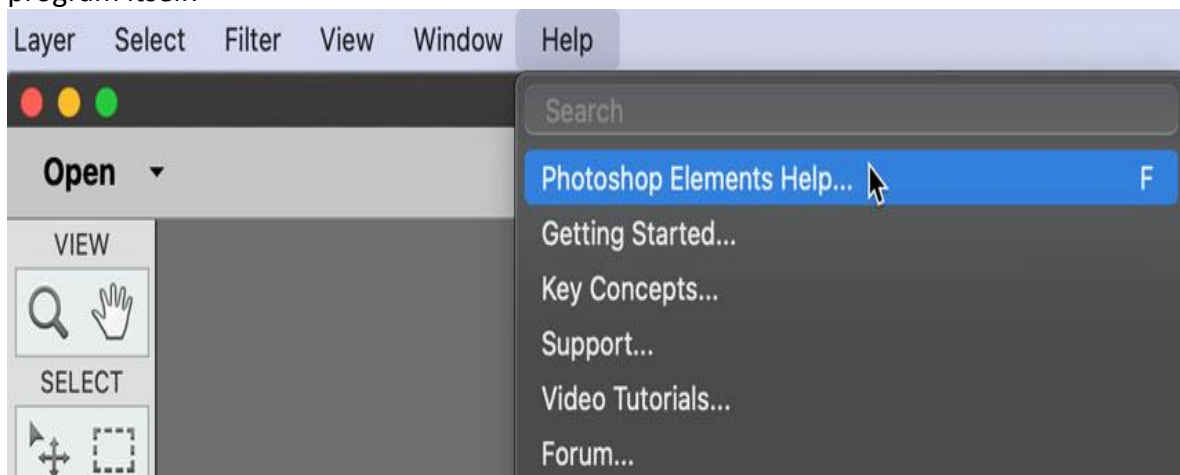 Layer Select Filter View Window Help
Search
Open
Photoshop Elements Help... F
VIEW
Getting Started...
Key Concepts...
Support...
SELECT
Video Tutorials...
Forum...